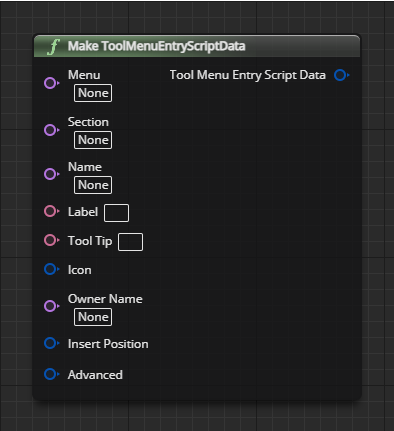 Make ToolMenuEntryScriptData
Menu
None
Tool Menu Entry Script Data
Section
None
Name
None
Label
Tool Tip
Icon
Owner Name
None
Insert Position
Advanced